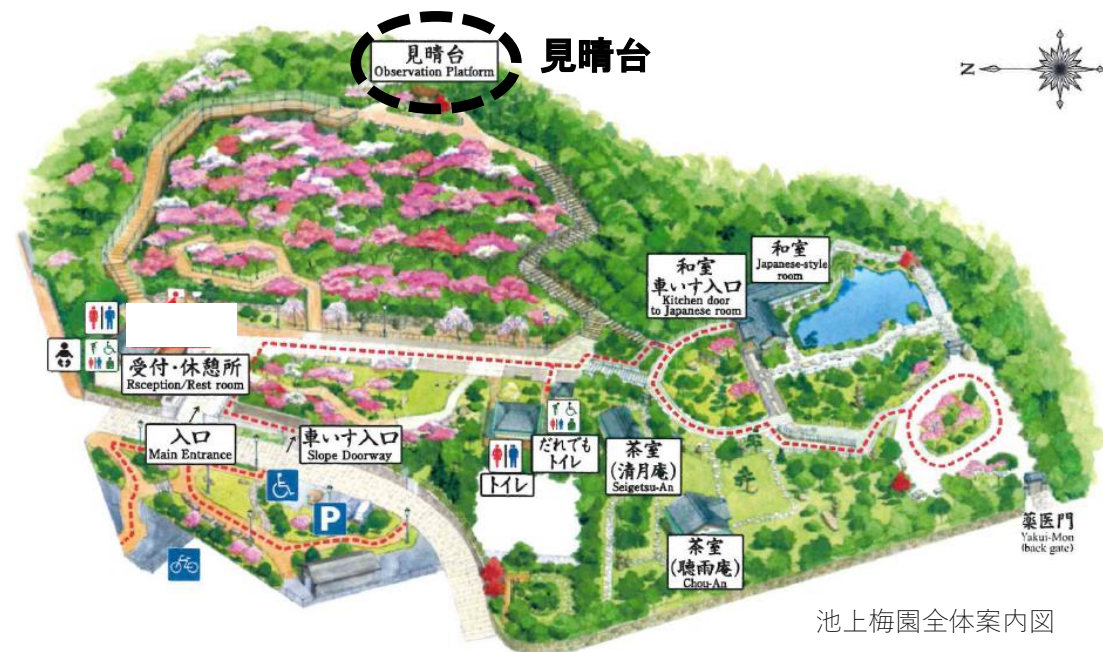 見晴台
Observation Platform
見晴台
N
和室
Japanese-style
room
和室
車いす入口
Kitchen door
to Japanese room
受付・休憩所
Rsception/Rest room
入口
Main Entrance
車いす入口
Slope Doorway
トイレ
だれでも
トイレ
茶室
(清月庵)
Seigetsu-An
茶室
(聴雨庵)
Chou-An
P
薬医門
Yakui-Mon
(back gate)
池上梅園全体案内図